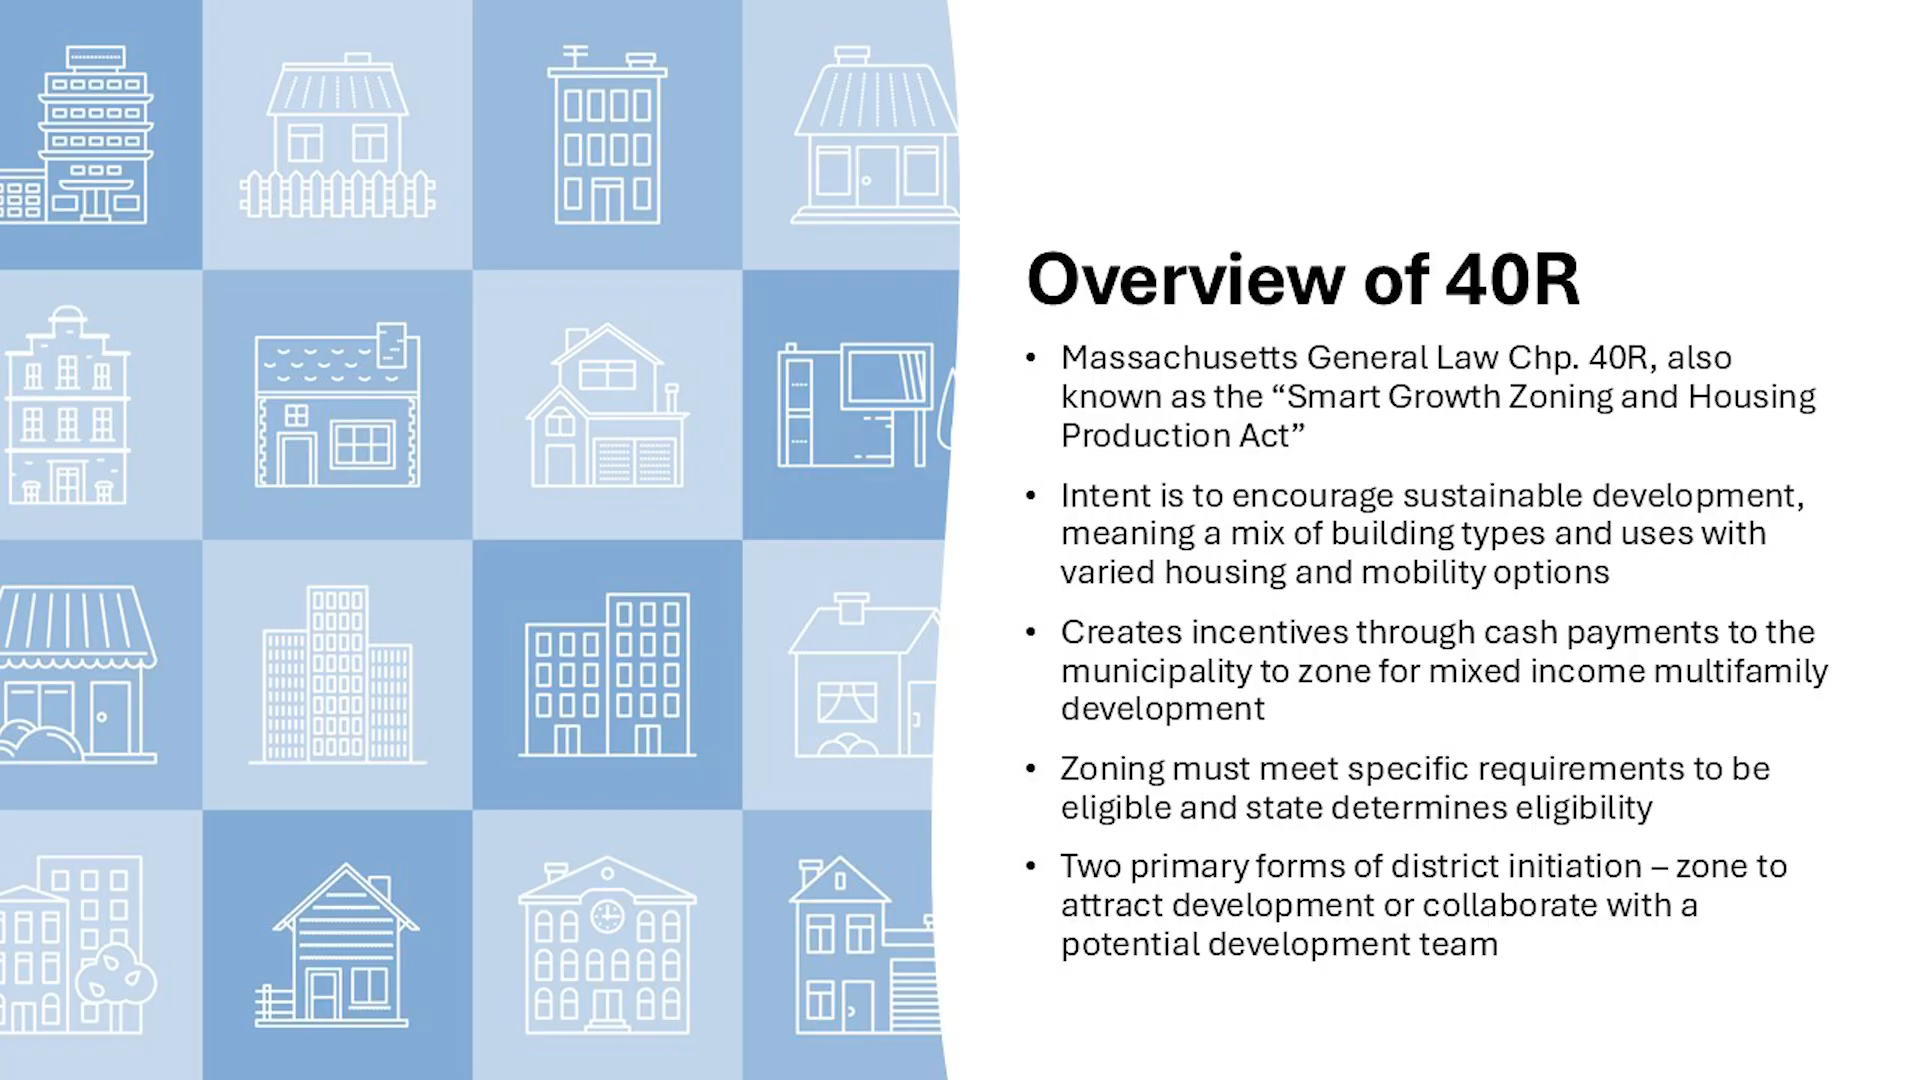 Overview of 40R
• Massachusetts General Law Chp. 40R, also
known as the “Smart Growth Zoning and Housing
Production Act”
• Intent is to encourage sustainable development,
meaning a mix of building types and uses with
varied housing and mobility options
• Creates incentives through cash payments to the
municipality to zone for mixed income multifamily
development
• Zoning must meet specific requirements to be
eligible and state determines eligibility
• Two primary forms of district initiation – zone to
attract development or collaborate with a
potential development team